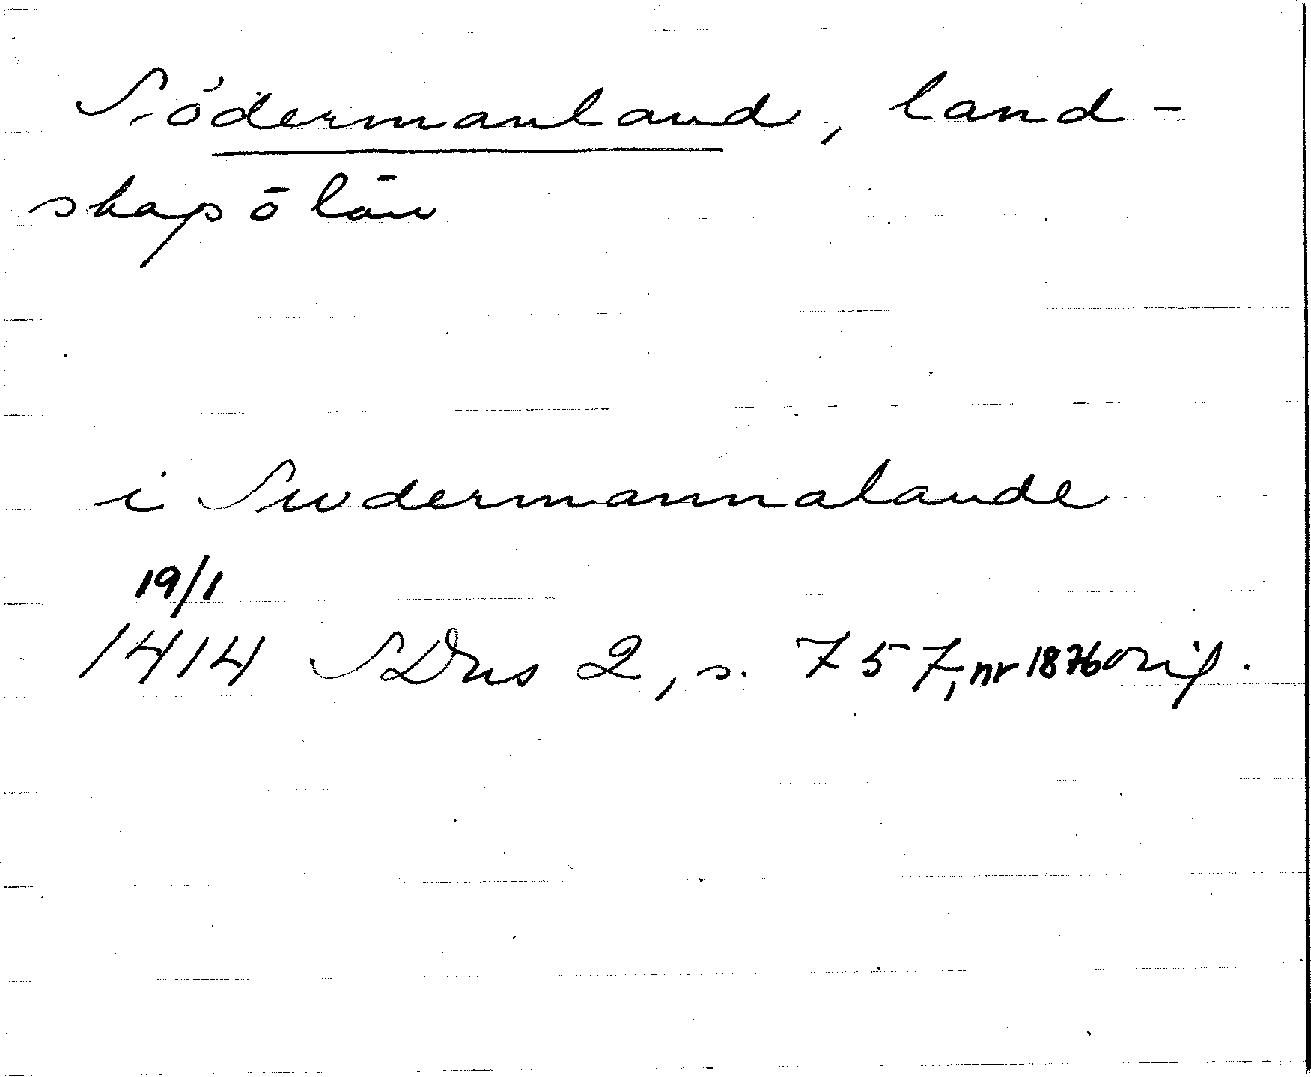 Södermanland, land-
skap o län
i Swdermannalande
19/1
1414 SDns 2, s. 757, nr 1876 orig.